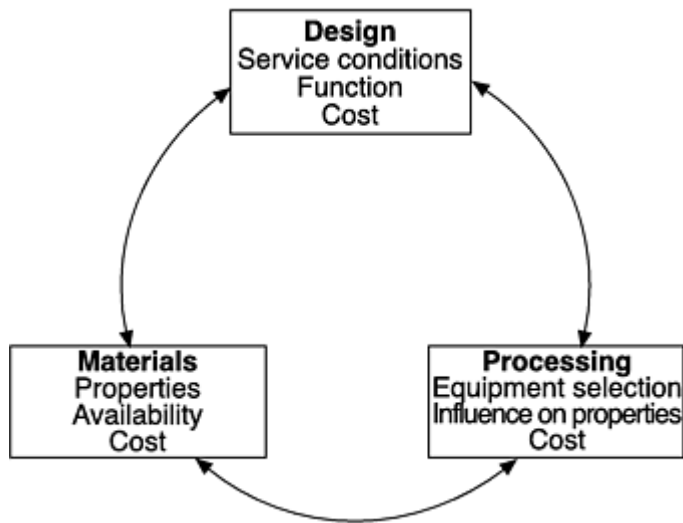 Design
Service conditions
Function
Cost
Materials
Properties
Availability
Cost
Processing
Equipment selection
Influence on properties
Cost